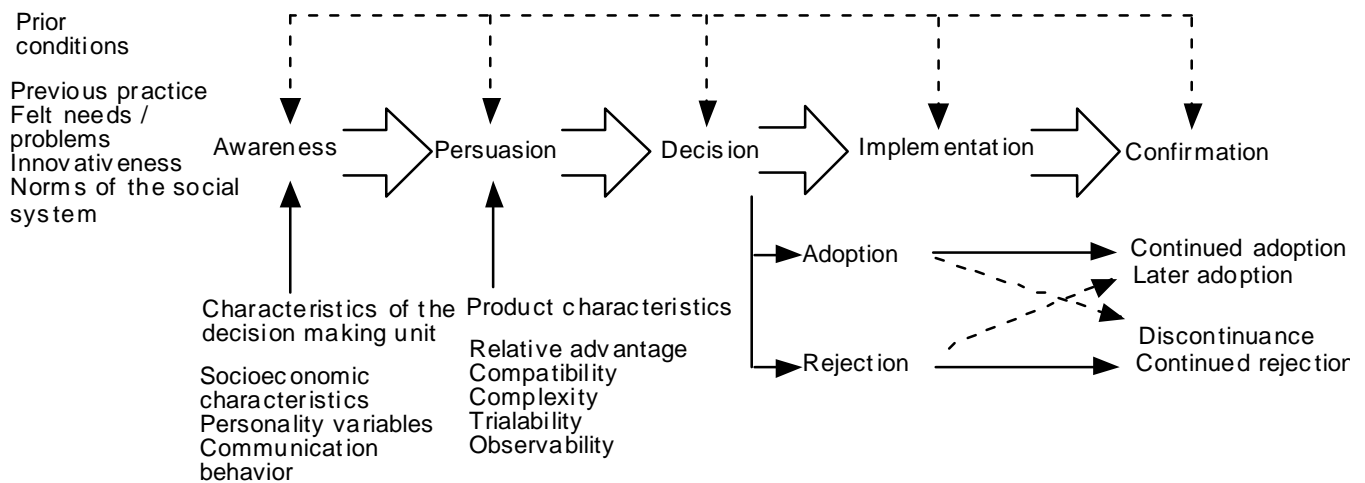 Prior
conditions
Previous practice
Felt needs /
problems
Innovativeness
Norms of the social
system
Awareness
Persuasion
Decision
Implementation
Confirmation
Adoption
Rejection
Continued adoption
Later adoption
Discontinuance
Continued rejection
Characteristics of the
decision making unit
Socioeconomic
characteristics
Personality variables
Communication
behavior
Product characteristics
Relative advantage
Compatibility
Complexity
Trialability
Observability